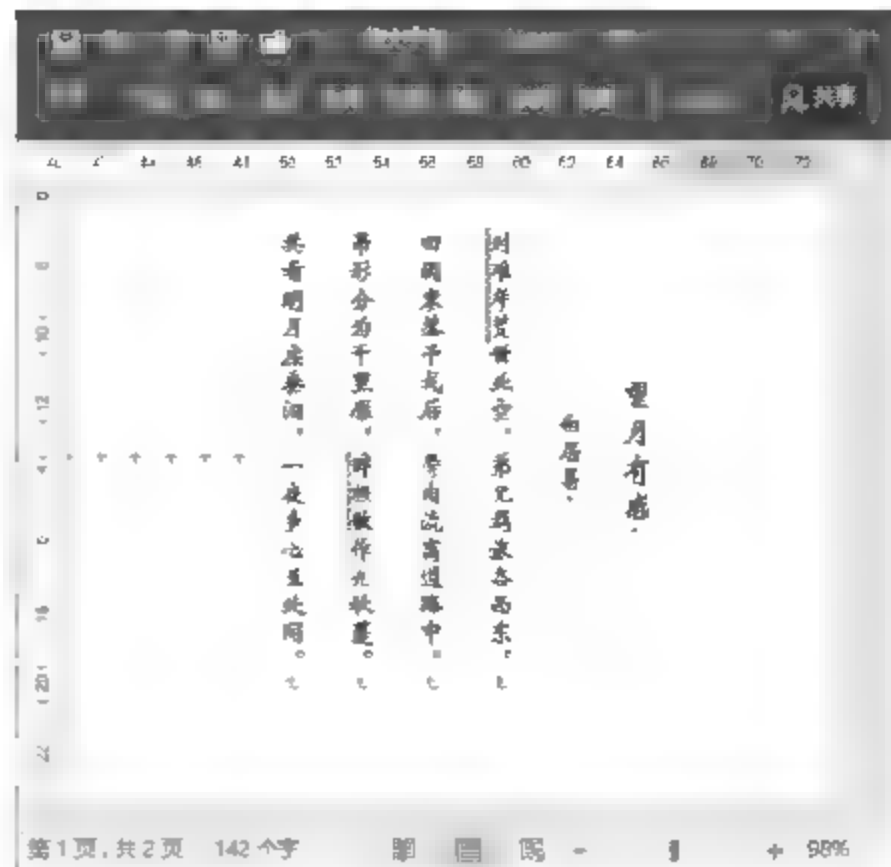 共享
望月有感
白居易
时难年荒世业空，弟兄羁旅各西东。
田园寥落干戈后，骨肉流离道路中。
吊影分为千里雁，辞根散作九秋蓬。
共看明月应垂泪，一夜乡心五处同。
第1页，共2页 142个字 98%